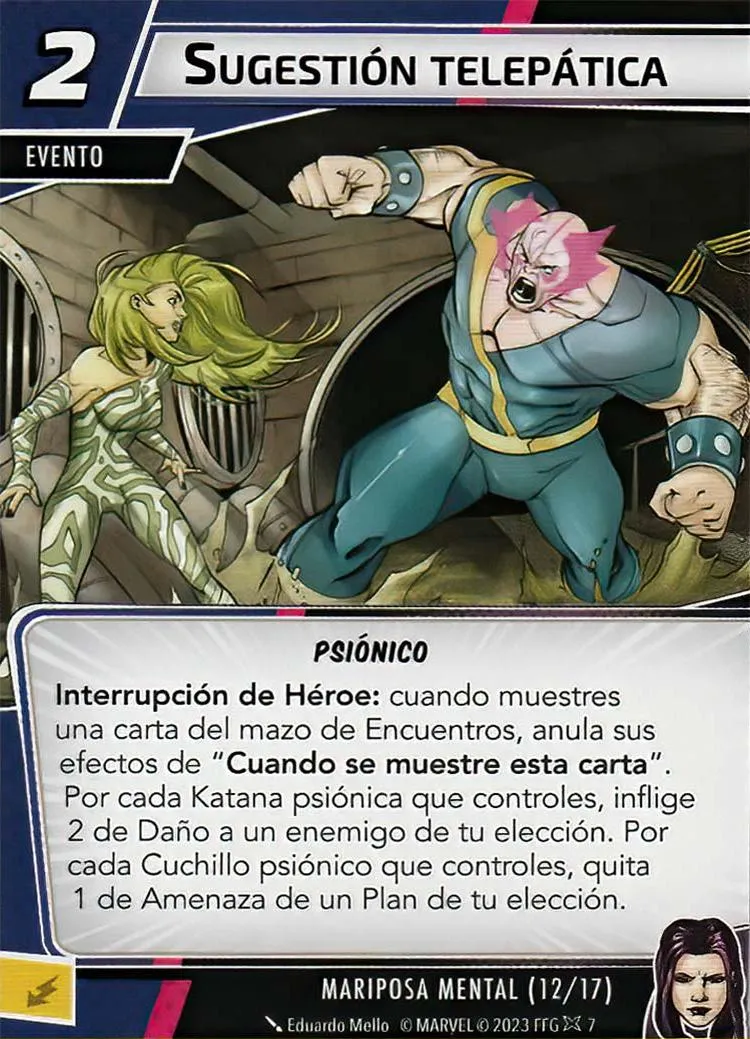 2
SUGESTIÓN TELEPÁTICA
EVENTO
PSIÓNICO
Interrupción de Héroe: cuando muestres
una carta del mazo de Encuentros, anula sus
efectos de “Cuando se muestre esta carta”.
Por cada Katana psiónica que controles, inflige
2 de Daño a un enemigo de tu elección. Por
cada Cuchillo psiónico que controles, quita
1 de Amenaza de un Plan de tu elección.
MARIPOSA MENTAL (12/17)
Eduardo Mello © MARVEL © 2023 FFG 7